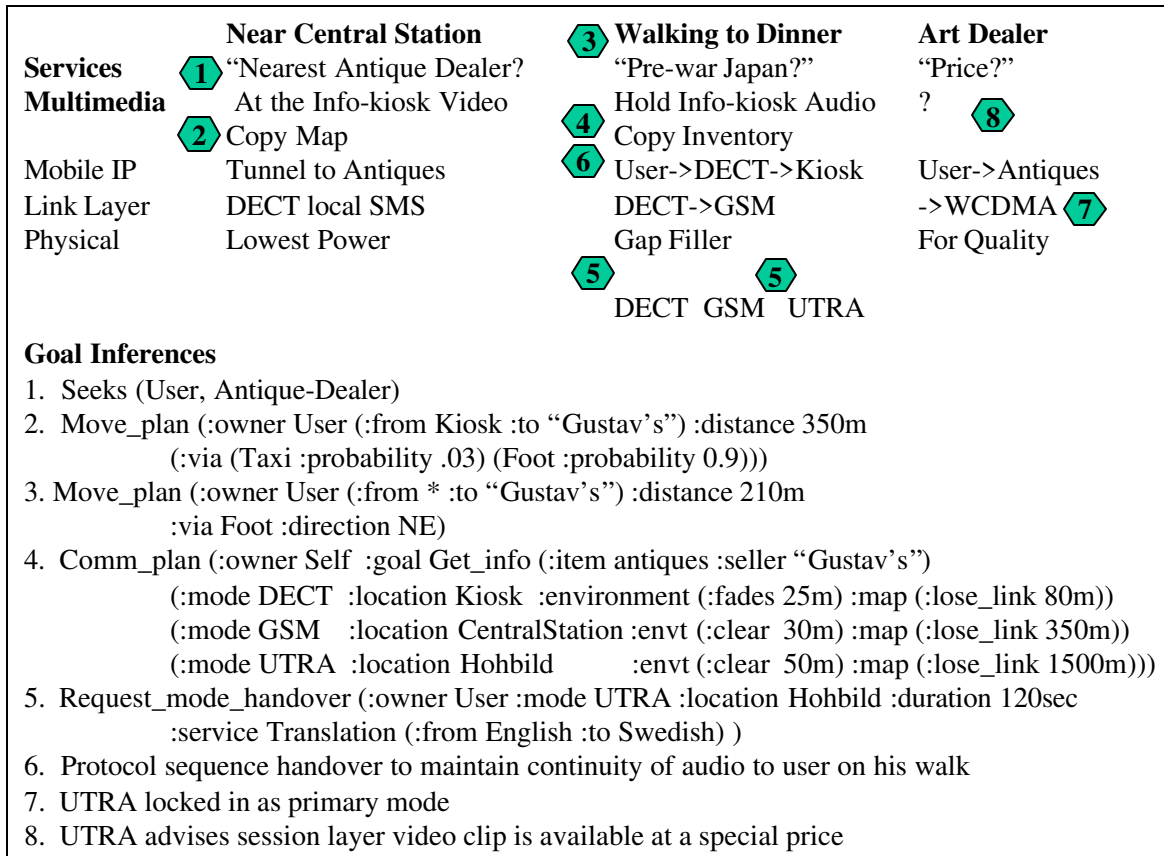 Near Central Station 3 Walking to Dinner Art Dealer
Services 1 “Nearest Antique Dealer? “Pre-war Japan?” “Price?”
Multimedia At the Info-kiosk Video Hold Info-kiosk Audio ? 8
2 Copy Map 4 Copy Inventory
Mobile IP Tunnel to Antiques 6 User->DECT->Kiosk User->Antiques
Link Layer DECT local SMS DECT->GSM ->WCDMA 7
Physical Lowest Power Gap Filler For Quality
5 5
DECT GSM UTRA
Goal Inferences
1. Seeks (User, Antique-Dealer)
2. Move_plan (:owner User (:from Kiosk :to “Gustav’s”) :distance 350m
(:via (Taxi :probability .03) (Foot :probability 0.9)))
3. Move_plan (:owner User (:from * :to “Gustav’s”) :distance 210m
:via Foot :direction NE)
4. Comm_plan (:owner Self :goal Get_info (:item antiques :seller “Gustav’s”)
(:mode DECT :location Kiosk :environment (:fades 25m) :map (:lose_link 80m))
(:mode GSM :location CentralStation :envt (:clear 30m) :map (:lose_link 350m))
(:mode UTRA :location Hohbild :envt (:clear 50m) :map (:lose_link 1500m)))
5. Request_mode_handover (:owner User :mode UTRA :location Hohbild :duration 120sec
:service Translation (:from English :to Swedish) )
6. Protocol sequence handover to maintain continuity of audio to user on his walk
7. UTRA locked in as primary mode
8. UTRA advises session layer video clip is available at a special price